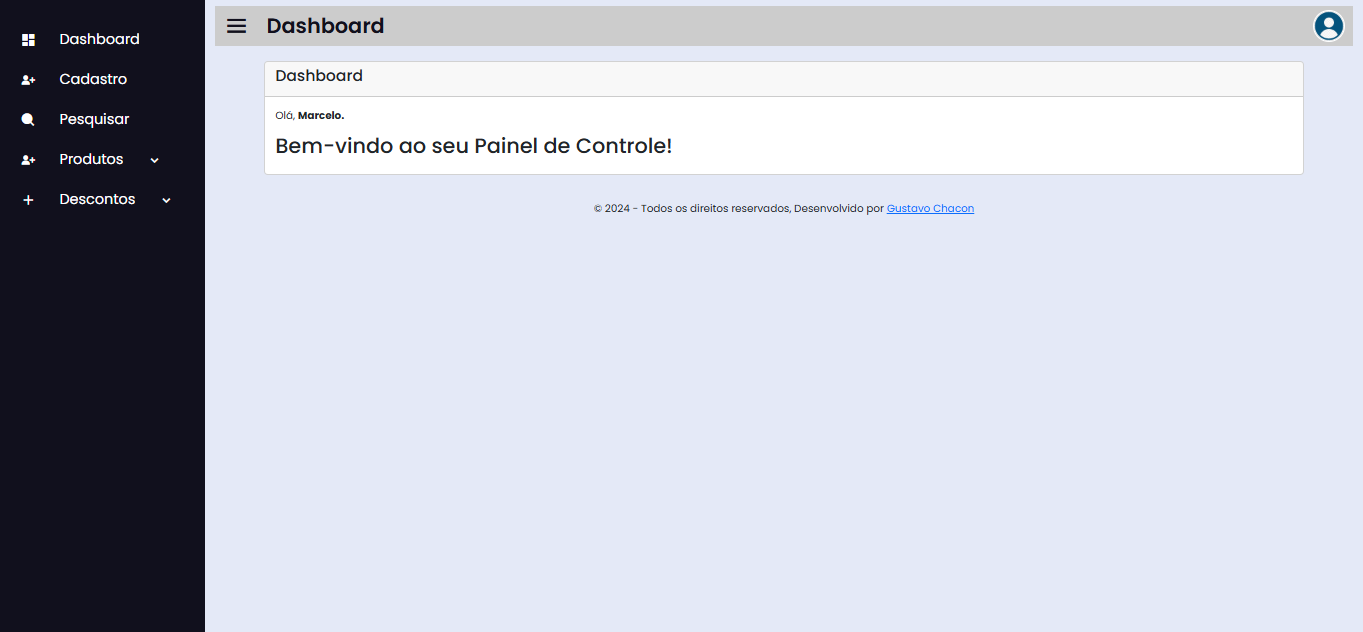 Dashboard
Cadastro
Pesquisar
Produtos
Descontos
Dashboard
Dashboard
Olá, Marcelo.
Bem-vindo ao seu Painel de Controle!
© 2024 - Todos os direitos reservados, Desenvolvido por Gustavo Chacon